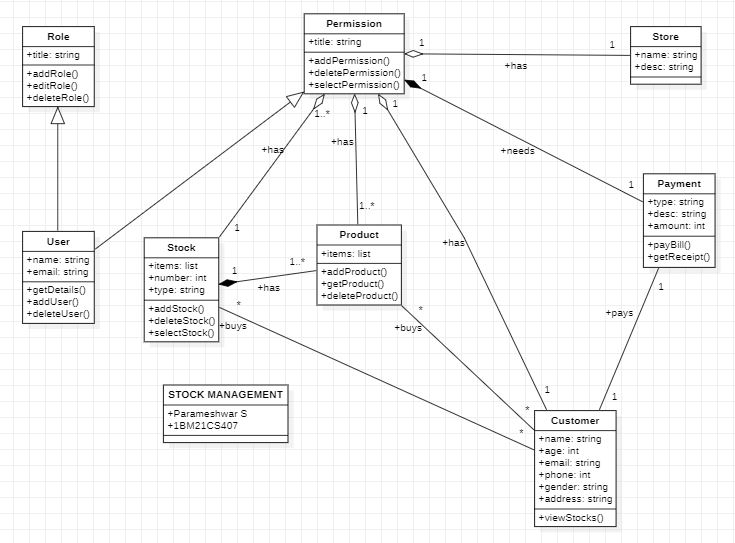 Role
+title: string
+addRole()
+editRole()
+deleteRole()
Permission
+title: string
+addPermission()
+deletePermission()
+selectPermission()
Store
+name: string
+desc: string
1
1
+has
1
1..*
+has
+has
1
1
+needs
1
Payment
+type: string
+desc: string
+amount: int
+payBill()
+getReceipt()
User
+name: string
+email: string
+getDetails()
+addUser()
+deleteUser()
1
Stock
+items: list
+number: int
+type: string
+addStock()
+deleteStock()
+selectStock()
1..*
Product
+items: list
+addProduct()
+getProduct()
+deleteProduct()
+has
1
1..*
+has
*
+buys
*
+buys
1
+pays
1
1
*
*
STOCK MANAGEMENT
+Parameshwar S
+1BM21CS407
Customer
+name: string
+age: int
+email: string
+phone: int
+gender: string
+address: string
+viewStocks()